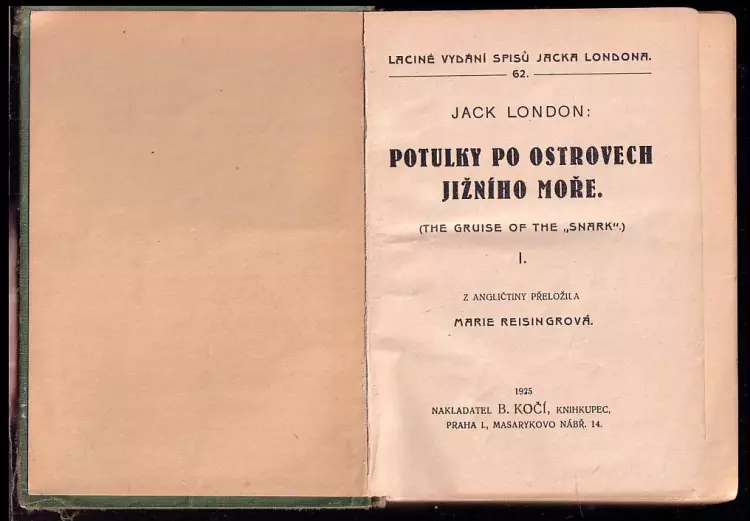 LACINÉ VYDÁNÍ SPISŮ JACKA LONDONA.
62.
JACK LONDON:
POTULKY PO OSTROVECH
JIŽNÍHO MOŘE.
(THE GRUISE OF THE „SNARK“.)
I.
Z ANGLIČTINY PŘELOŽILA
MARIE REISINGROVÁ.
1925
NAKLADATEL B. KOČÍ, KNIHKUPEC,
PRAHA I., MASARYKOVO NÁBŘ. 14.